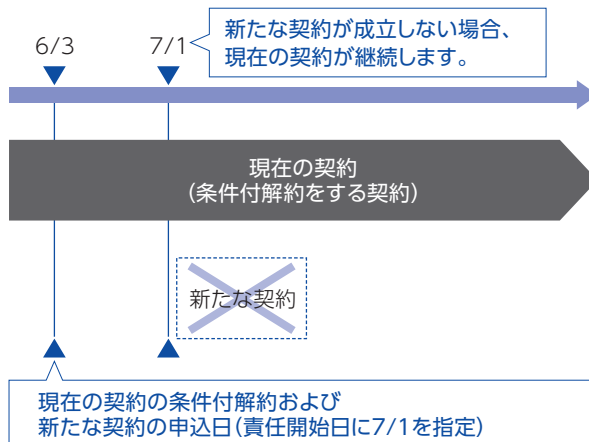 6/3
7/1
新たな契約が成立しない場合、
現在の契約が継続します。
現在の契約
(条件付解約をする契約)
新たな契約
現在の契約の条件付解約および
新たな契約の申込日(責任開始日に7/1を指定)